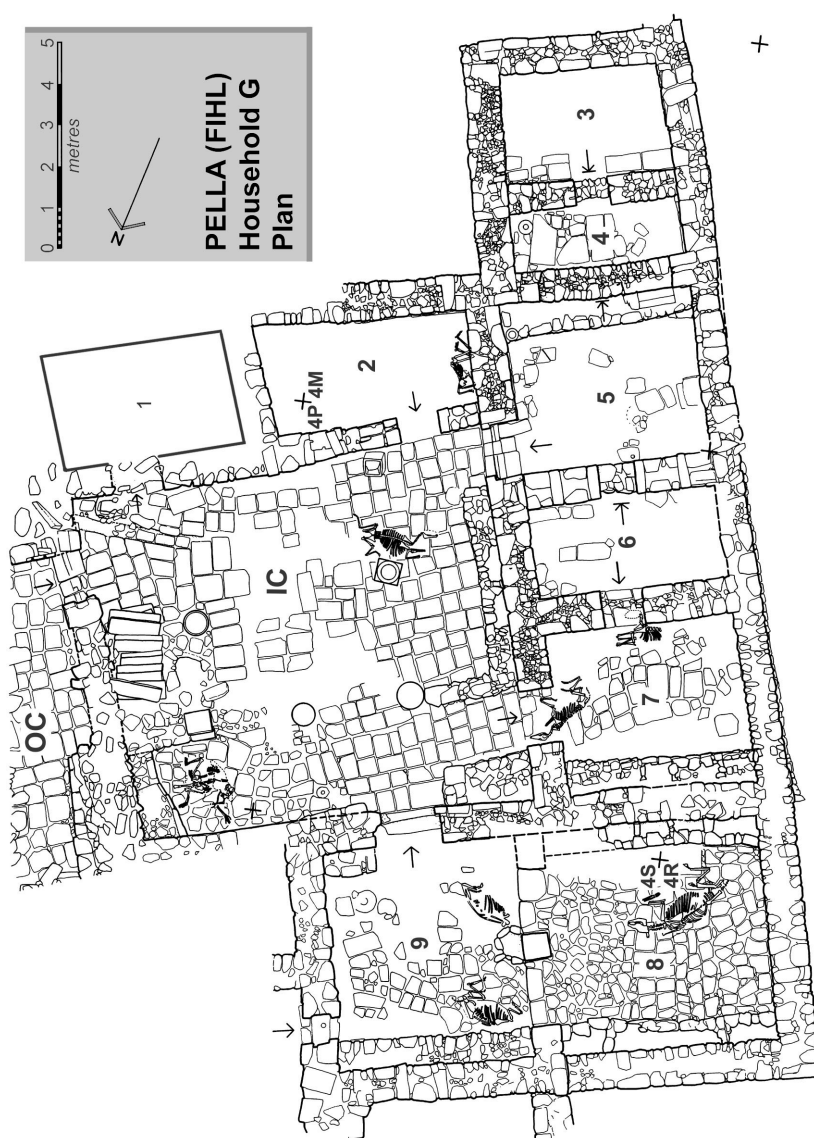 PELLA (FIHL)
Household G
Plan
N
0 1 2 3 4 5
metres
1
2
3
4
5
6
7
8
9
IC
OC
4P 4M
4S
4R